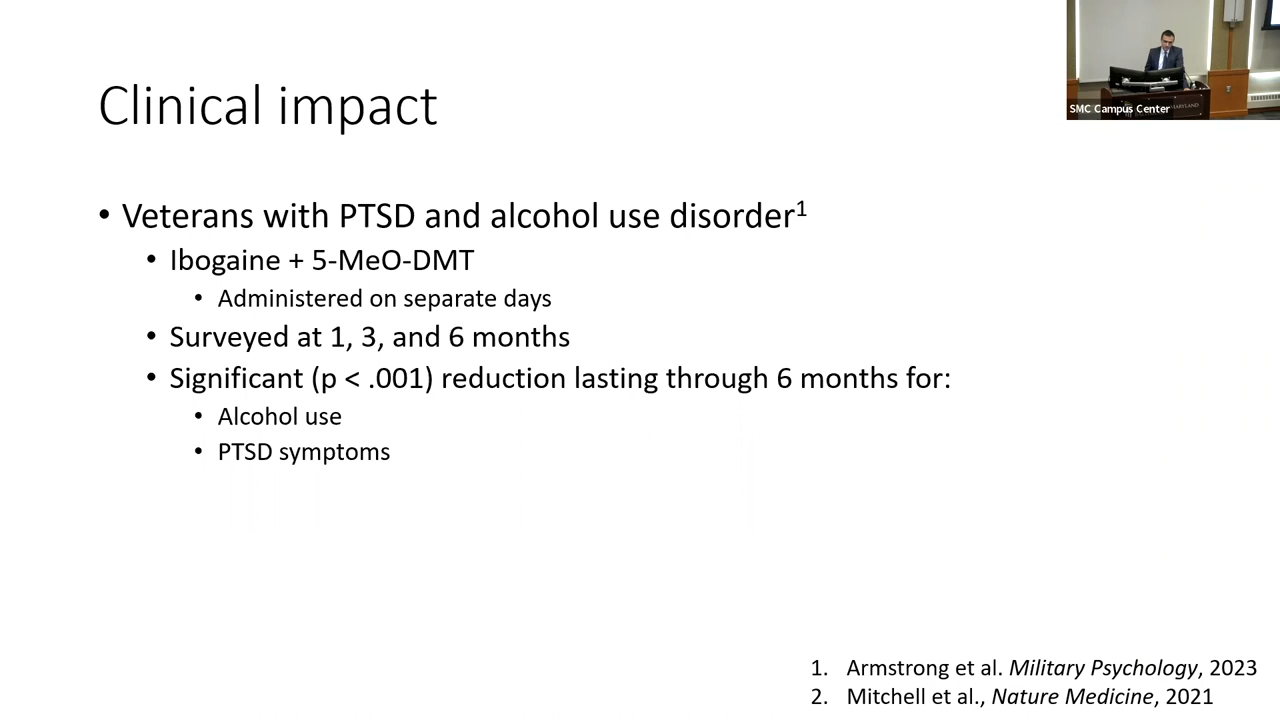 Clinical impact
SMC Campus Center
MARYLAND
• Veterans with PTSD and alcohol use disorder¹
• Ibogaine + 5-MeO-DMT
• Administered on separate days
• Surveyed at 1, 3, and 6 months
• Significant (p < .001) reduction lasting through 6 months for:
• Alcohol use
• PTSD symptoms
1. Armstrong et al. Military Psychology, 2023
2. Mitchell et al., Nature Medicine, 2021